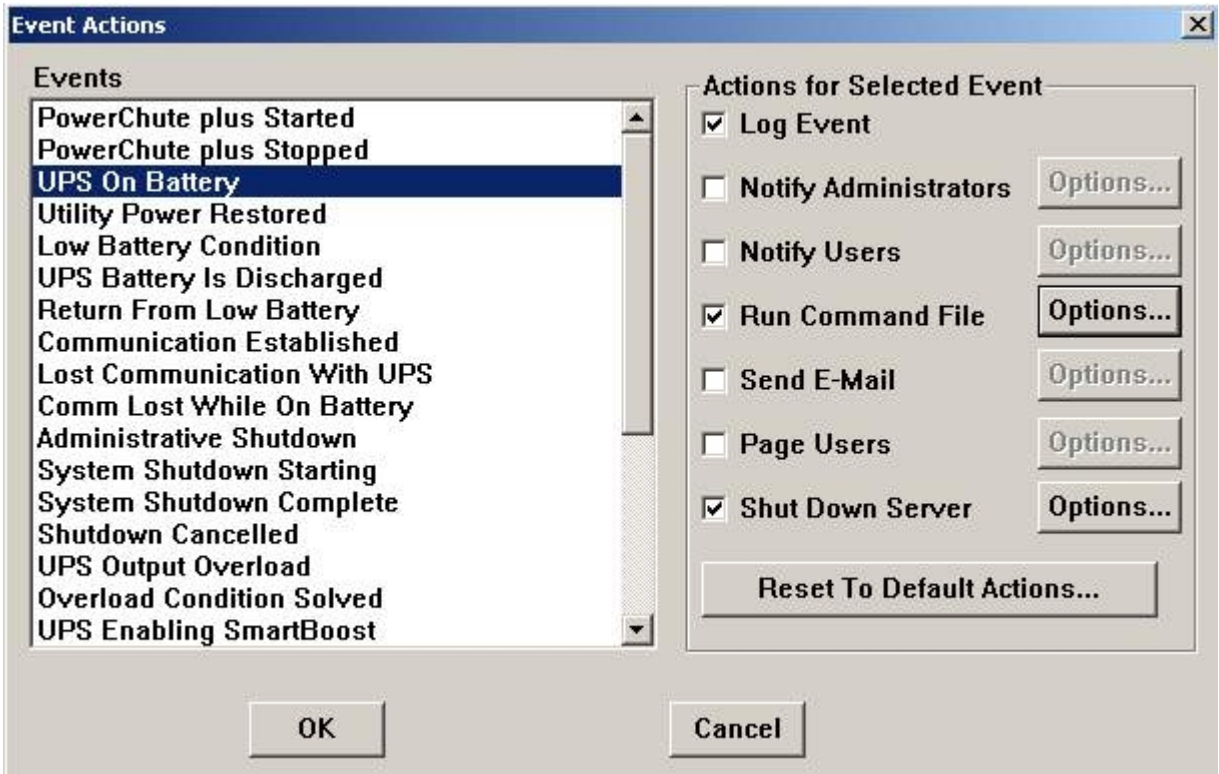 Event Actions
Events
PowerChute plus Started
PowerChute plus Stopped
UPS On Battery
Utility Power Restored
Low Battery Condition
UPS Battery Is Discharged
Return From Low Battery
Communication Established
Lost Communication With UPS
Comm Lost While On Battery
Administrative Shutdown
System Shutdown Starting
System Shutdown Complete
Shutdown Cancelled
UPS Output Overload
Overload Condition Solved
UPS Enabling SmartBoost
Actions for Selected Event
Log Event
Notify Administrators Options...
Notify Users Options...
Run Command File Options...
Send E-Mail Options...
Page Users Options...
Shut Down Server Options...
Reset To Default Actions...
OK Cancel